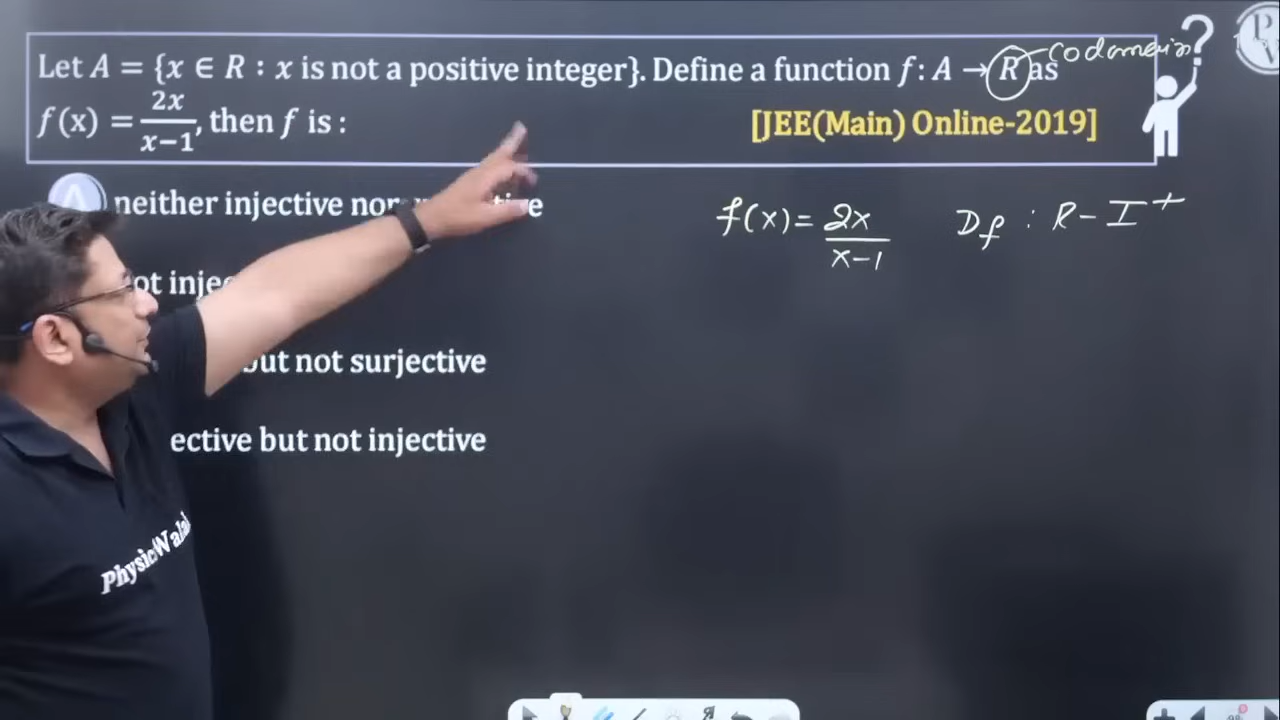 Let A = {x ∈ R : x is not a positive integer}. Define a function f: A → R as
codomain
f(x) = 2x/x−1, then f is :
[JEE(Main) Online-2019]
A neither injective nor
f(x) = 2x/x−1
Df : R − I⁺
but not surjective
ective but not injective
PhysicsWallah
PW